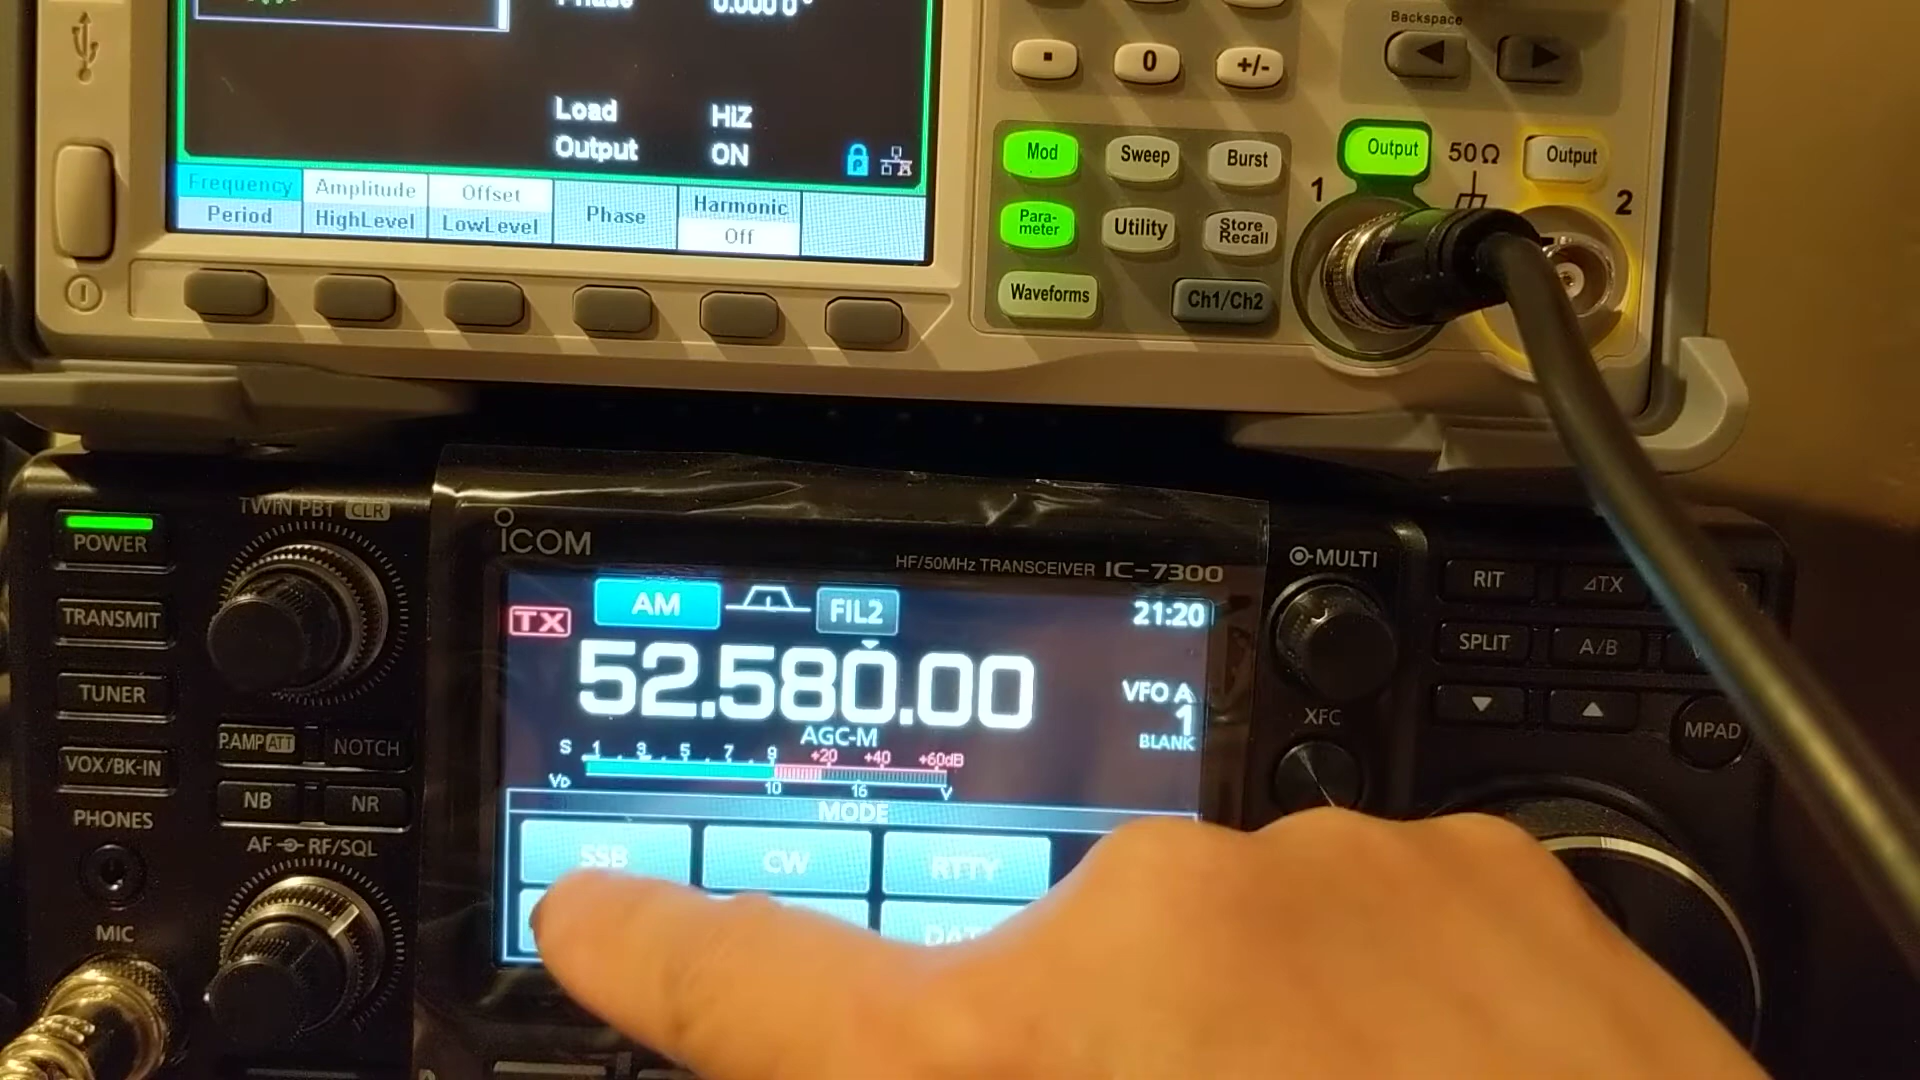 Phase 0.000 0°
Backspace
0
+/-
Load HiZ
Output ON
Frequency
Period
Amplitude
HighLevel
Offset
LowLevel
Phase
Harmonic
Off
Mod
Sweep
Burst
Para-
meter
Utility
Store
Recall
Waveforms
Ch1/Ch2
Output
50Ω
Output
1
2
TWIN PBT CLR
POWER
TRANSMIT
TUNER
P.AMP ATT
NOTCH
VOX/BK-IN
NB
NR
PHONES
AF RF/SQL
MIC
ICOM
HF/50MHz TRANSCEIVER IC-7300
TX
AM
FIL2
21:20
52.580.00
VFO A
1
BLANK
AGC-M
S 1 . 3 . 5 . 7 . 9 +20 +40 +60dB
VD 10 16 V
MODE
SSB
CW
RTTY
MULTI
RIT
⊿TX
SPLIT
A/B
XFC
MPAD